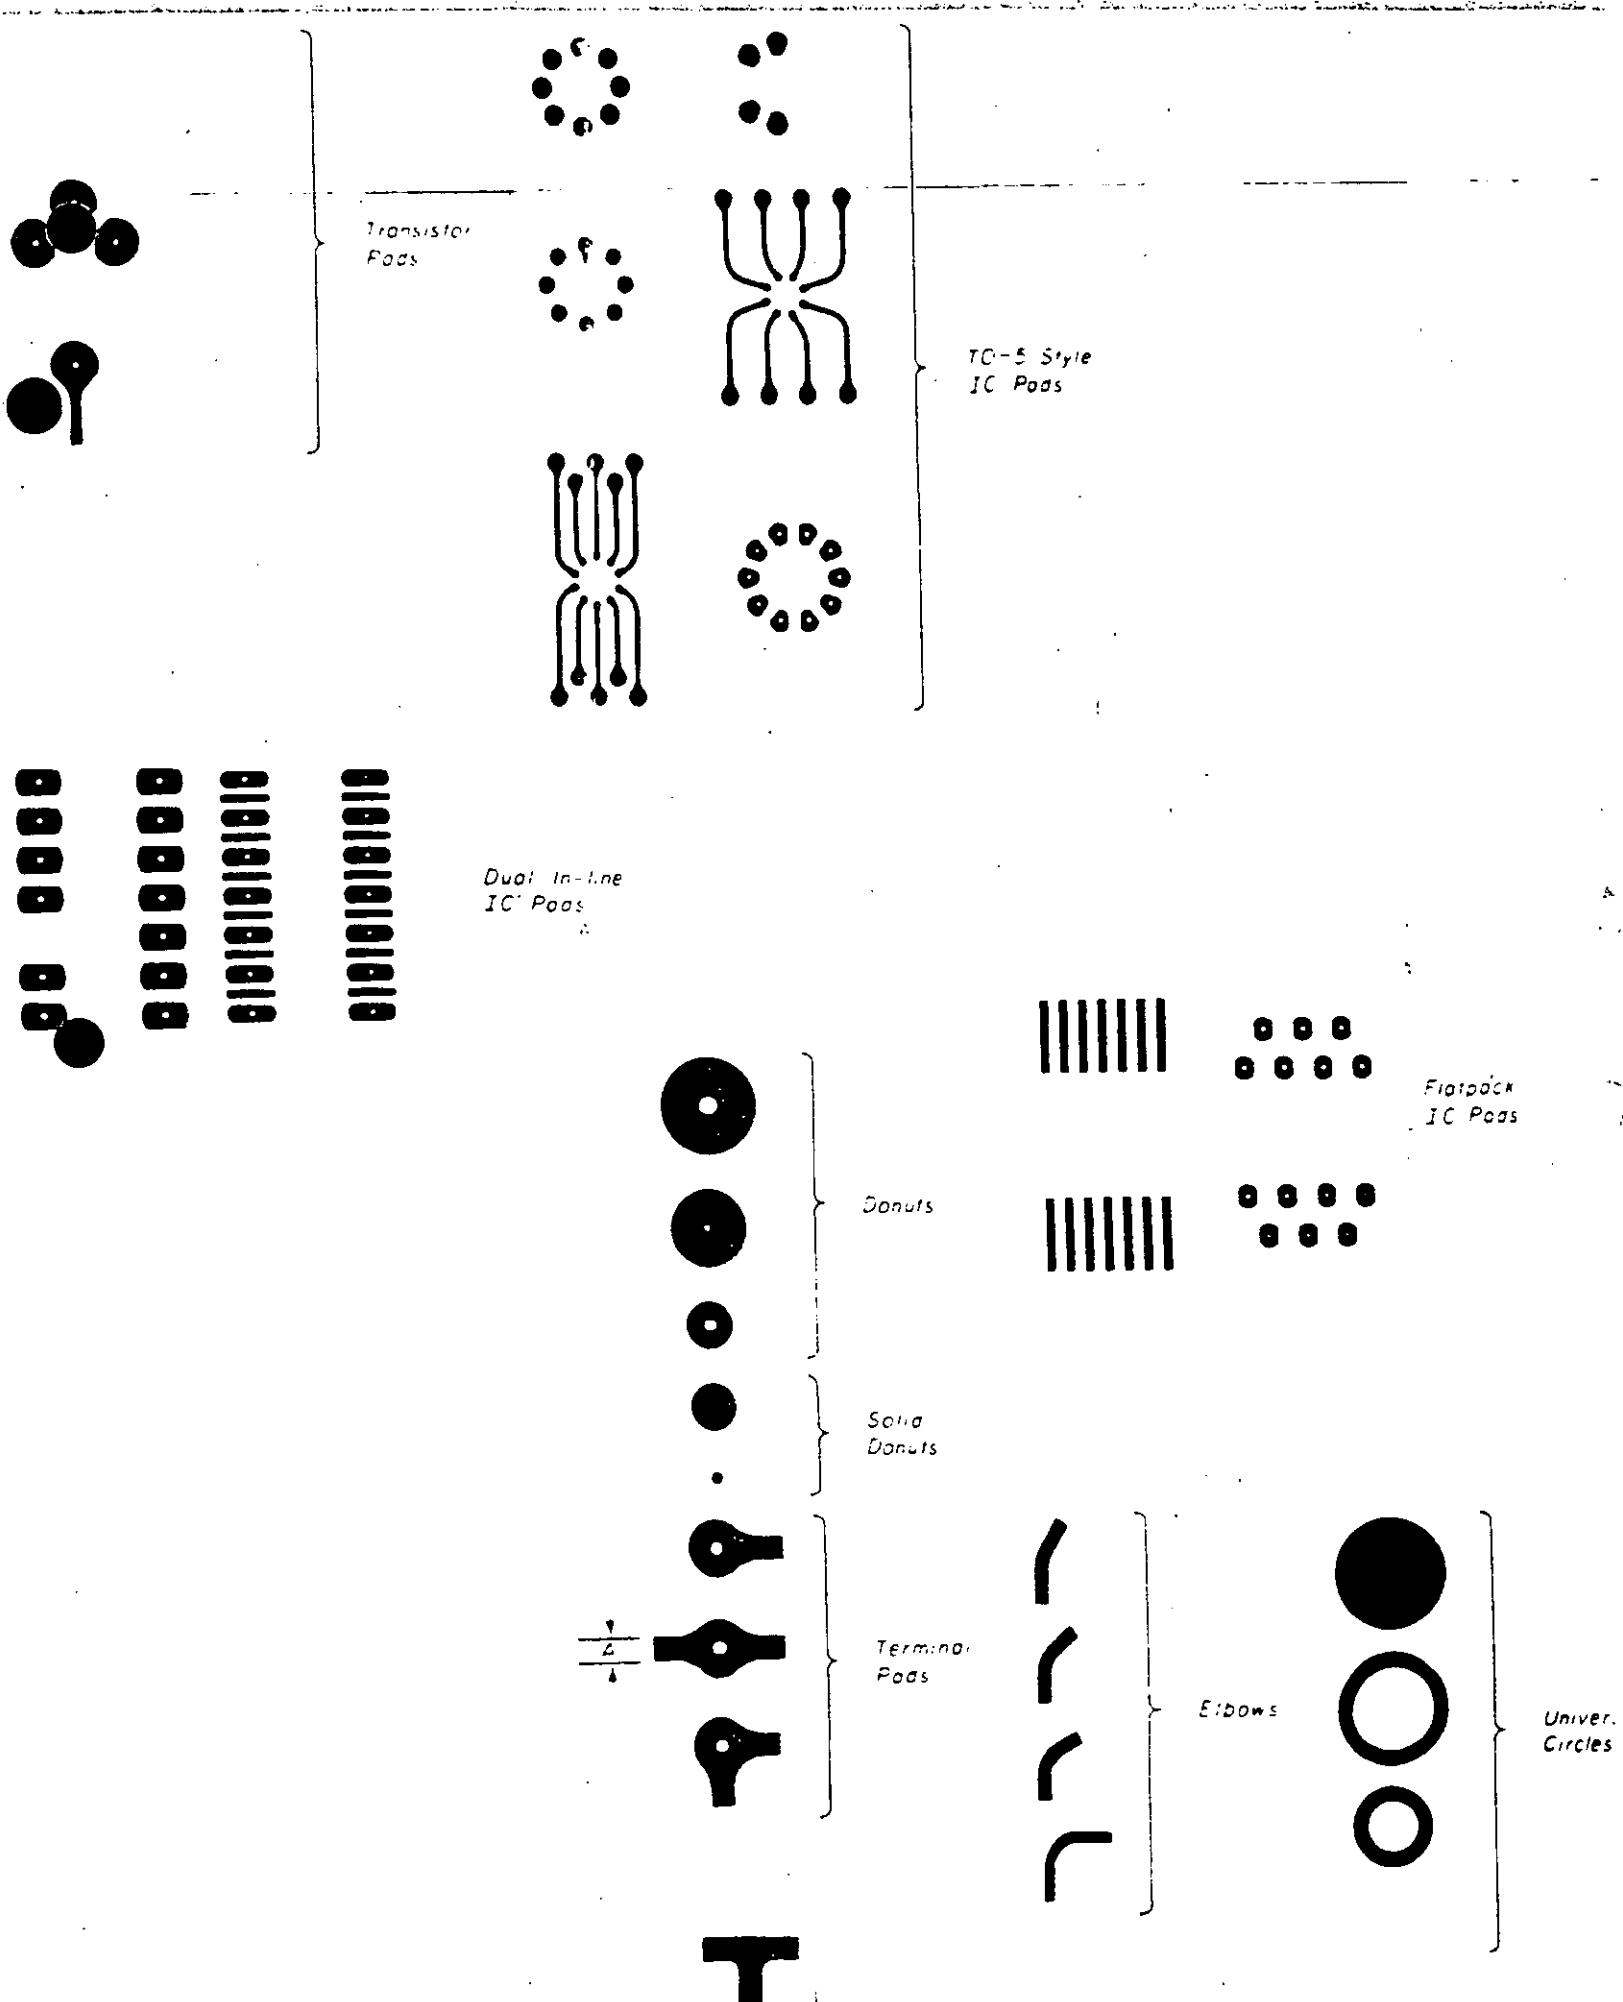 Transistor
Pads
TO-5 Style
IC Pads
Dual In-line
IC Pads
Flatpack
IC Pads
Donuts
Solid
Donuts
Terminal
Pads
A
Elbows
Univer.
Circles